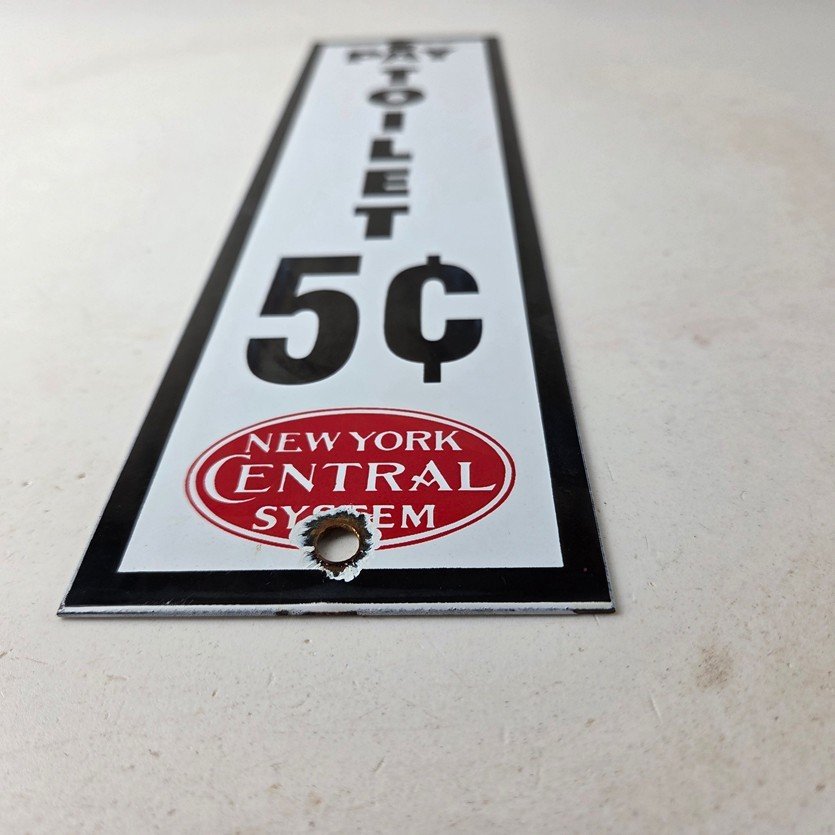 PAY
TOILET
5¢
NEW YORK
CENTRAL
SYSTEM